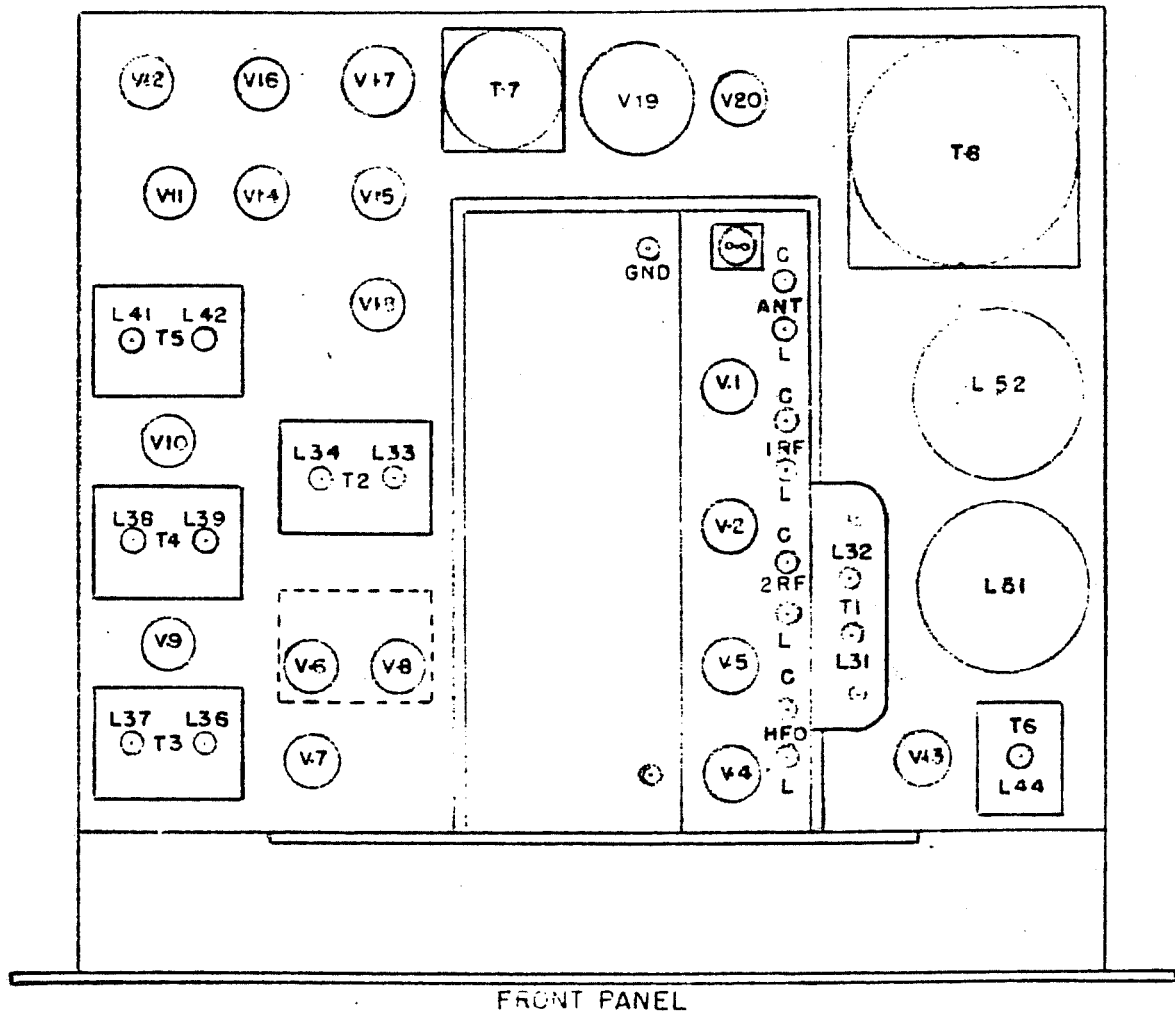 V12 V16 V17 T7 V19 V20 T8
V11 V14 V15
GND
C
ANT
L
V18
L41 L42
T5
V1
C
1RF
L
L52
V10
L34 L33
T2
L38 L39
T4
V2
C
2RF
L
L32
T1
L31
L51
V9
V6 V8
V5
C
HFO
L
L37 L36
T3
V7
V4
V13
T6
L44
FRONT PANEL